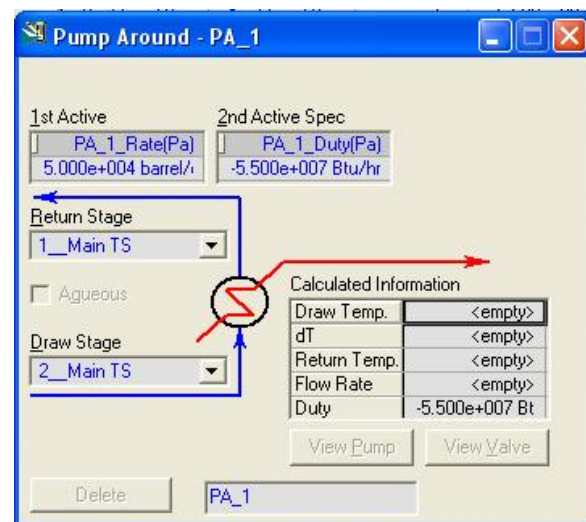 Pump Around - PA_1
1st Active
2nd Active Spec
PA_1_Rate(Pa)
PA_1_Duty(Pa)
5.000e+004 barrel/
-5.500e+007 Btu/hr
Return Stage
1__Main TS
Aqueous
Calculated Info
Draw Temp. <empty>
dT <empty>
Return Temp. <empty>
Flow Rate <empty>
Duty -5.500e+007 Bt
Draw Stage
2__Main TS
View Pump
View Valve
Delete
PA_1